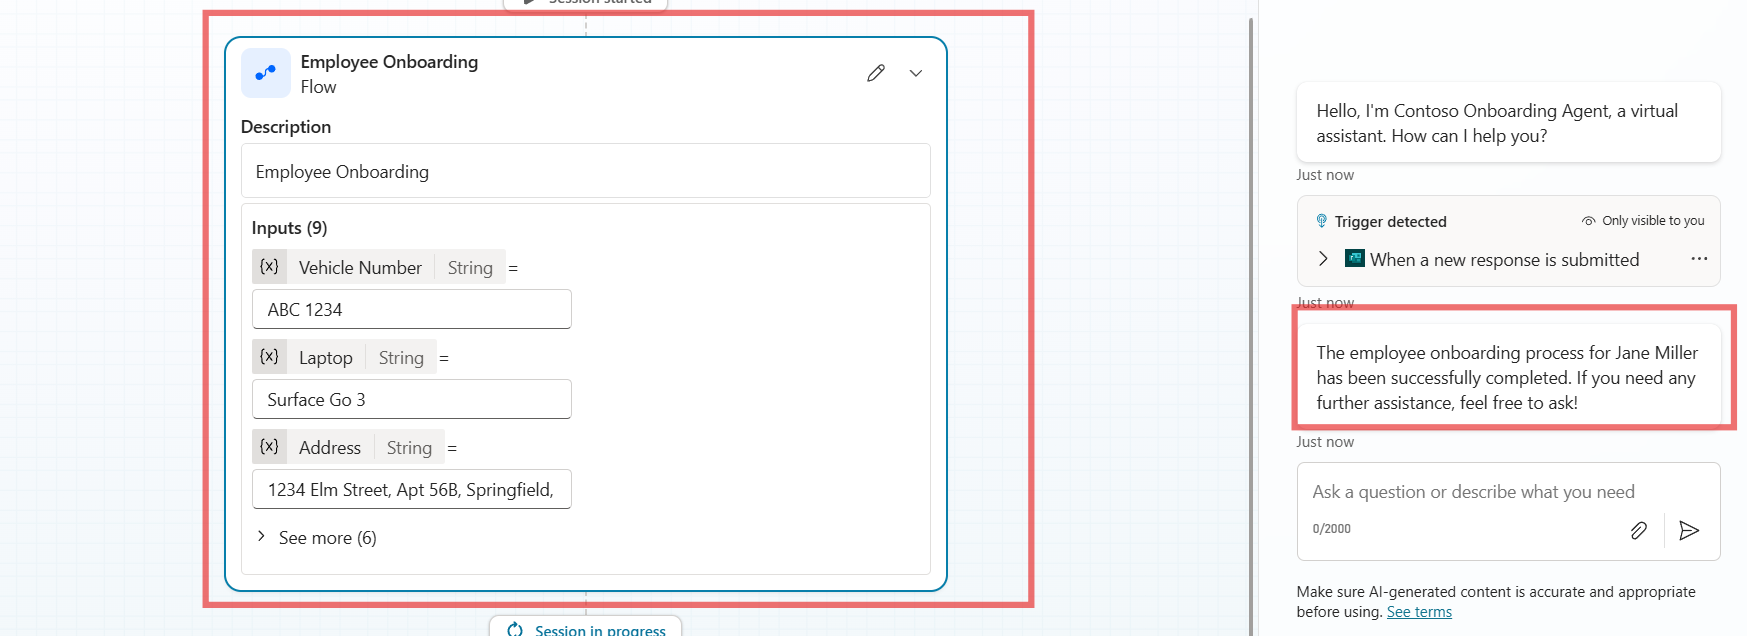 Session started
Employee Onboarding
Flow
Description
Employee Onboarding
Inputs (9)
{x} Vehicle Number String =
ABC 1234
{x} Laptop String =
Surface Go 3
{x} Address String =
1234 Elm Street, Apt 56B, Springfield,
See more (6)
Session in progress
Hello, I'm Contoso Onboarding Agent, a virtual
assistant. How can I help you?
Just now
Trigger detected Only visible to you
When a new response is submitted ...
Just now
The employee onboarding process for Jane Miller
has been successfully completed. If you need any
further assistance, feel free to ask!
Just now
Ask a question or describe what you need
0/2000
Make sure AI-generated content is accurate and appropriate
before using. See terms